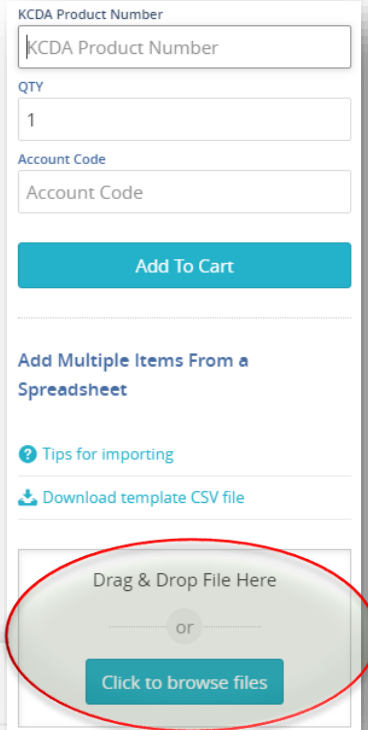 KCDA Product Number
KCDA Product Number
QTY
1
Account Code
Account Code
Add To Cart
Add Multiple Items From a
Spreadsheet
Tips for importing
Download template CSV file
Drag & Drop File Here
or
Click to browse files